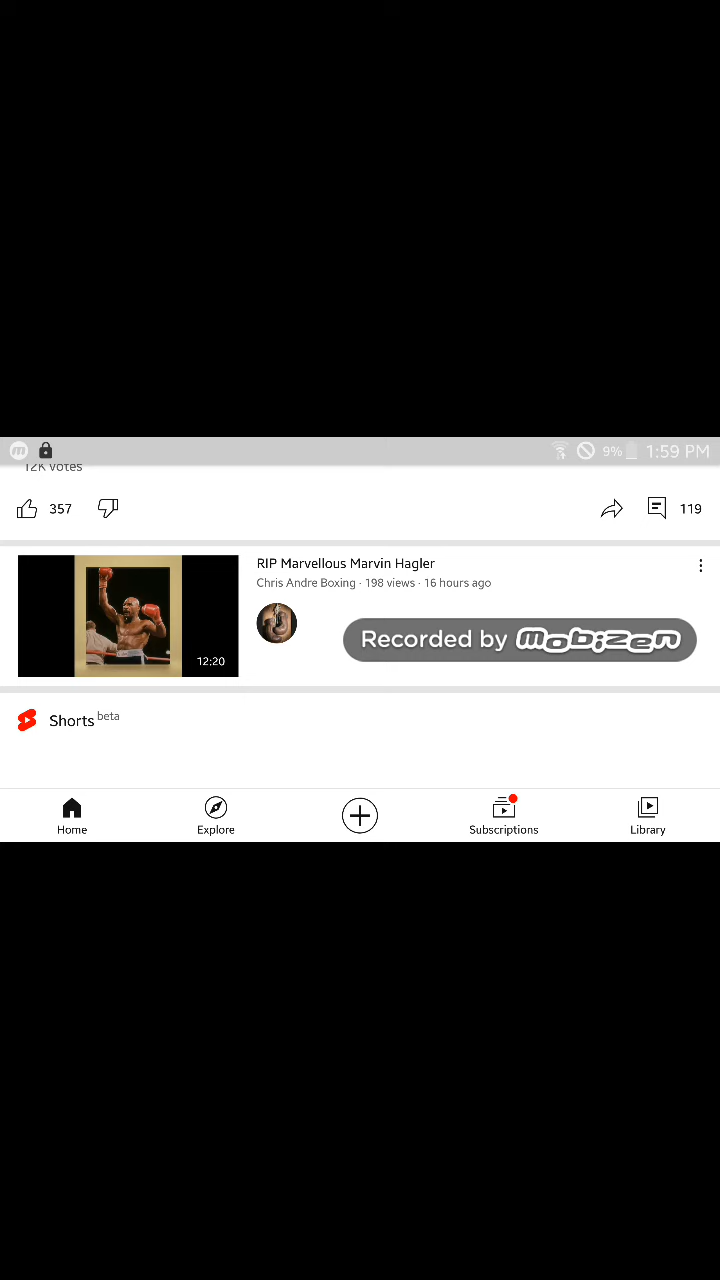 9% 1:59 PM
12K votes
357
119
RIP Marvellous Marvin Hagler
Chris Andre Boxing · 198 views · 16 hours ago
Recorded by mobizen
12:20
Shorts beta
Home
Explore
Subscriptions
Library